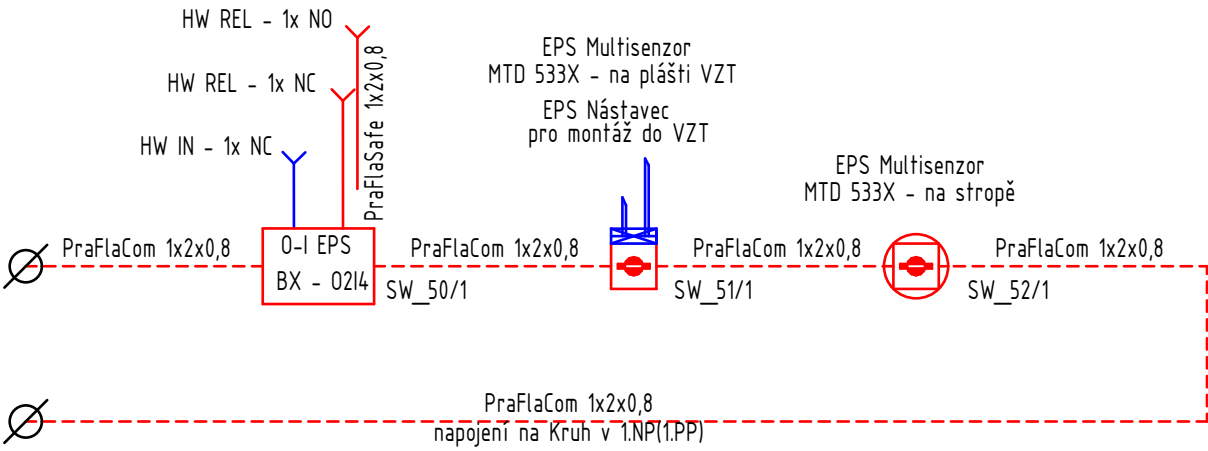 HW REL - 1x NO
HW REL - 1x NC
HW IN - 1x NC
PraFlaSafe 1x2x0,8
EPS Multisenzor
MTD 533X - na plášti VZT
EPS Nástavec
pro montáž do VZT
EPS Multisenzor
MTD 533X - na stropě
PraFlaCom 1x2x0,8
O-I EPS
BX - O2I4
PraFlaCom 1x2x0,8
SW_50/1
PraFlaCom 1x2x0,8
SW_51/1
PraFlaCom 1x2x0,8
SW_52/1
PraFlaCom 1x2x0,8
napojení na Kruh v 1.NP(1.PP)